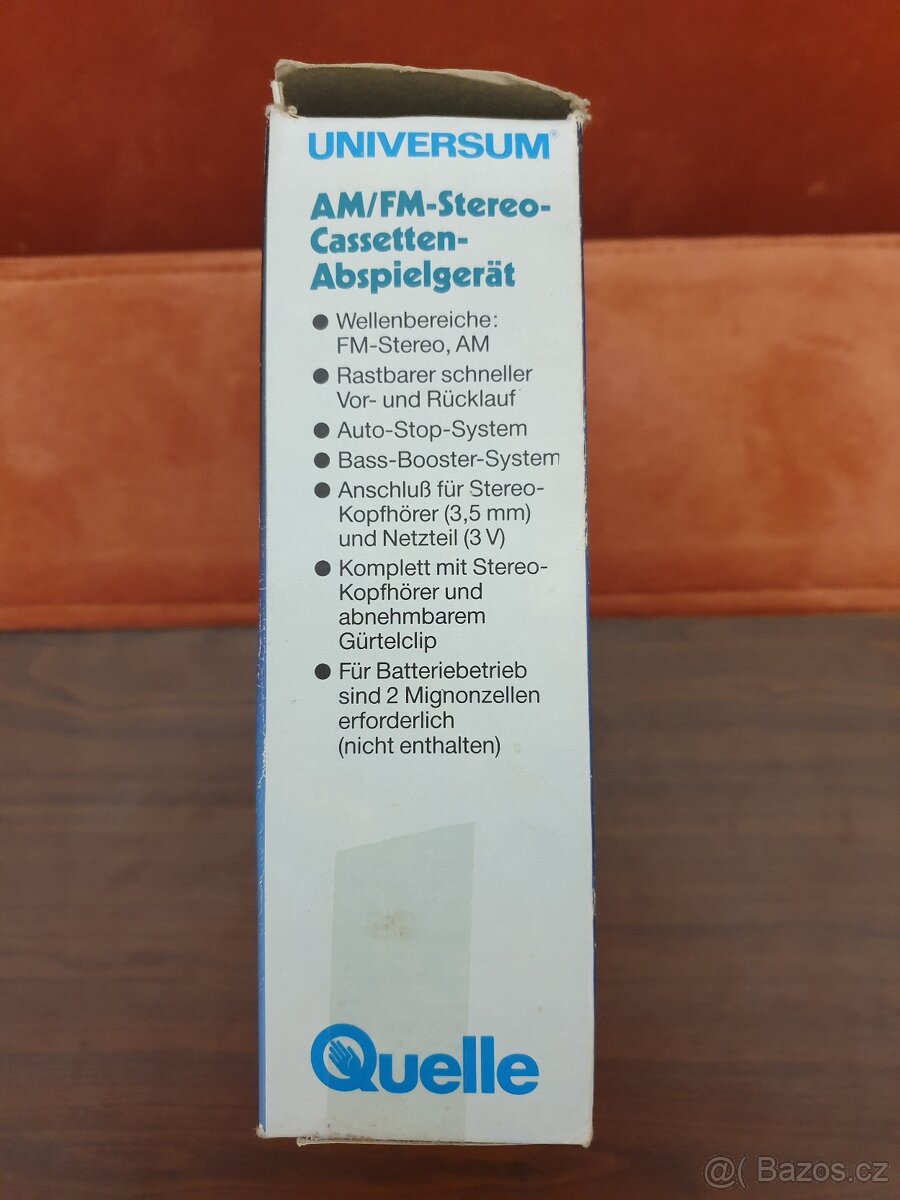 UNIVERSUM®
AM/FM-Stereo-
Cassetten-
Abspielgerät
● Wellenbereiche:
FM-Stereo, AM
● Rastbarer schneller
Vor- und Rücklauf
● Auto-Stop-System
● Bass-Booster-System
● Anschluß für Stereo-
Kopfhörer (3,5 mm)
und Netzteil (3 V)
● Komplett mit Stereo-
Kopfhörer und
abnehmbarem
Gürtelclip
● Für Batteriebetrieb
sind 2 Mignonzellen
erforderlich
(nicht enthalten)
Quelle
@( Bazos.cz